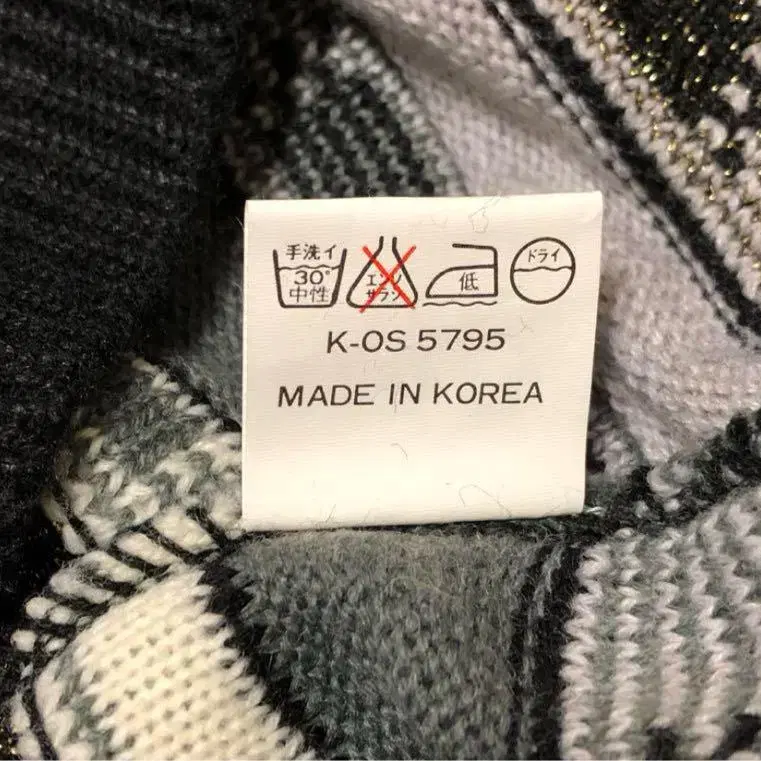 手洗イ
30°
中性
エンソ
サラシ
低
ドライ
K-OS 5795
MADE IN KOREA